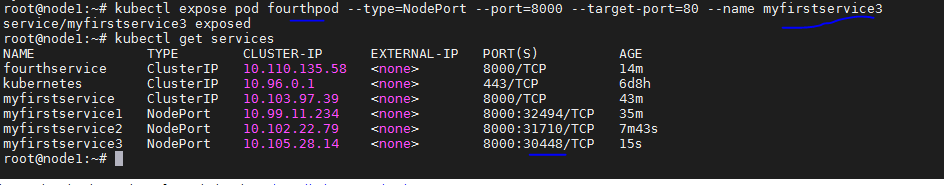 root@node1:~# kubectl expose pod fourthpod --type=NodePort --port=8000 --target-port=80 --name myfirstservice3
service/myfirstservice3 exposed
root@node1:~# kubectl get services
NAME TYPE CLUSTER-IP EXTERNAL-IP PORT(S) AGE
fourthservice ClusterIP 10.110.135.58 <none> 8000/TCP 14m
kubernetes ClusterIP 10.96.0.1 <none> 443/TCP 6d8h
myfirstservice ClusterIP 10.103.97.39 <none> 8000/TCP 43m
myfirstservice1 NodePort 10.99.11.234 <none> 8000:32494/TCP 35m
myfirstservice2 NodePort 10.102.22.79 <none> 8000:31710/TCP 7m43s
myfirstservice3 NodePort 10.105.28.14 <none> 8000:30448/TCP 15s
root@node1:~#